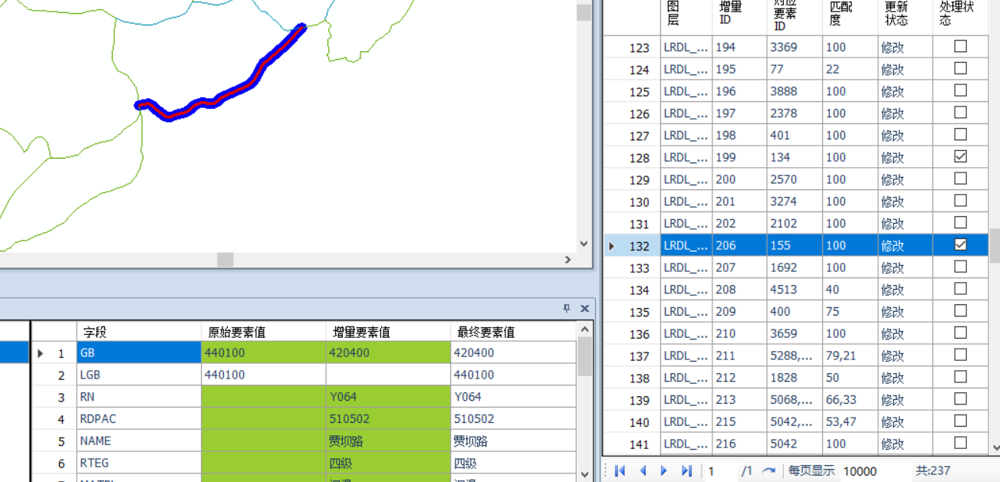 图层 增量ID 对应要素ID 匹配度 更新状态 处理状态
123 LRDL_... 194 3369 100 修改
124 LRDL_... 195 77 22 修改
125 LRDL_... 196 3888 100 修改
126 LRDL_... 197 2378 100 修改
127 LRDL_... 198 401 100 修改
128 LRDL_... 199 134 100 修改
129 LRDL_... 200 2570 100 修改
130 LRDL_... 201 3274 100 修改
131 LRDL_... 202 2102 100 修改
132 LRDL_... 206 155 100 修改
133 LRDL_... 207 1692 100 修改
134 LRDL_... 208 4513 40 修改
135 LRDL_... 209 400 75 修改
136 LRDL_... 210 3659 100 修改
137 LRDL_... 211 5288,... 79,21 修改
138 LRDL_... 212 1828 50 修改
139 LRDL_... 213 5068,... 66,33 修改
140 LRDL_... 215 5042,... 53,47 修改
141 LRDL_... 216 5042 100 修改
1 /1 每页显示 10000 共:237
字段 原始要素值 增量要素值 最终要素值
1 GB 440100 420400 420400
2 LGB 440100 440100
3 RN Y064 Y064
4 RDPAC 510502 510502
5 NAME 贾坝路 贾坝路
6 RTEG 四级 四级